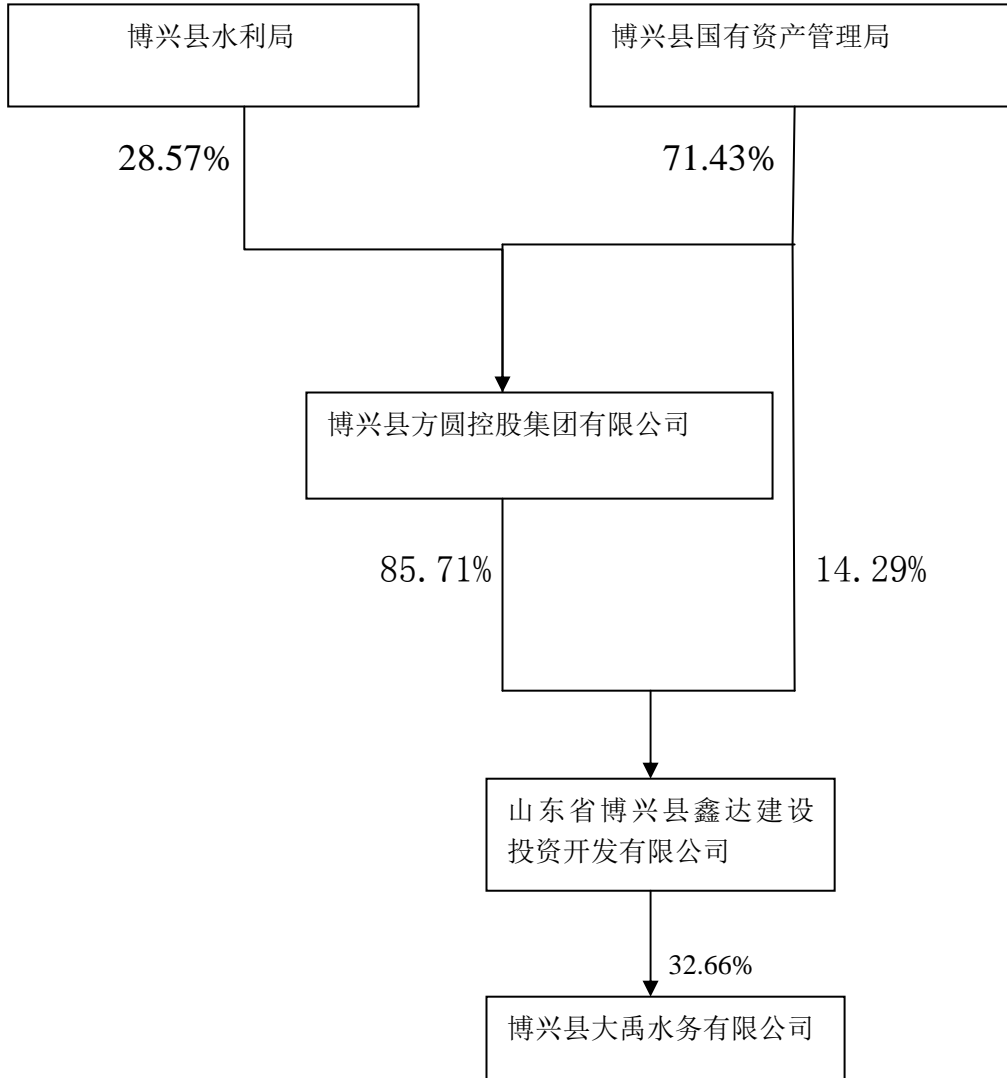 博兴县水利局
博兴县国有资产管理局
28.57%
71.43%
博兴县方圆控股集团有限公司
85.71%
14.29%
山东省博兴县鑫达建设
投资开发有限公司
32.66%
博兴县大禹水务有限公司